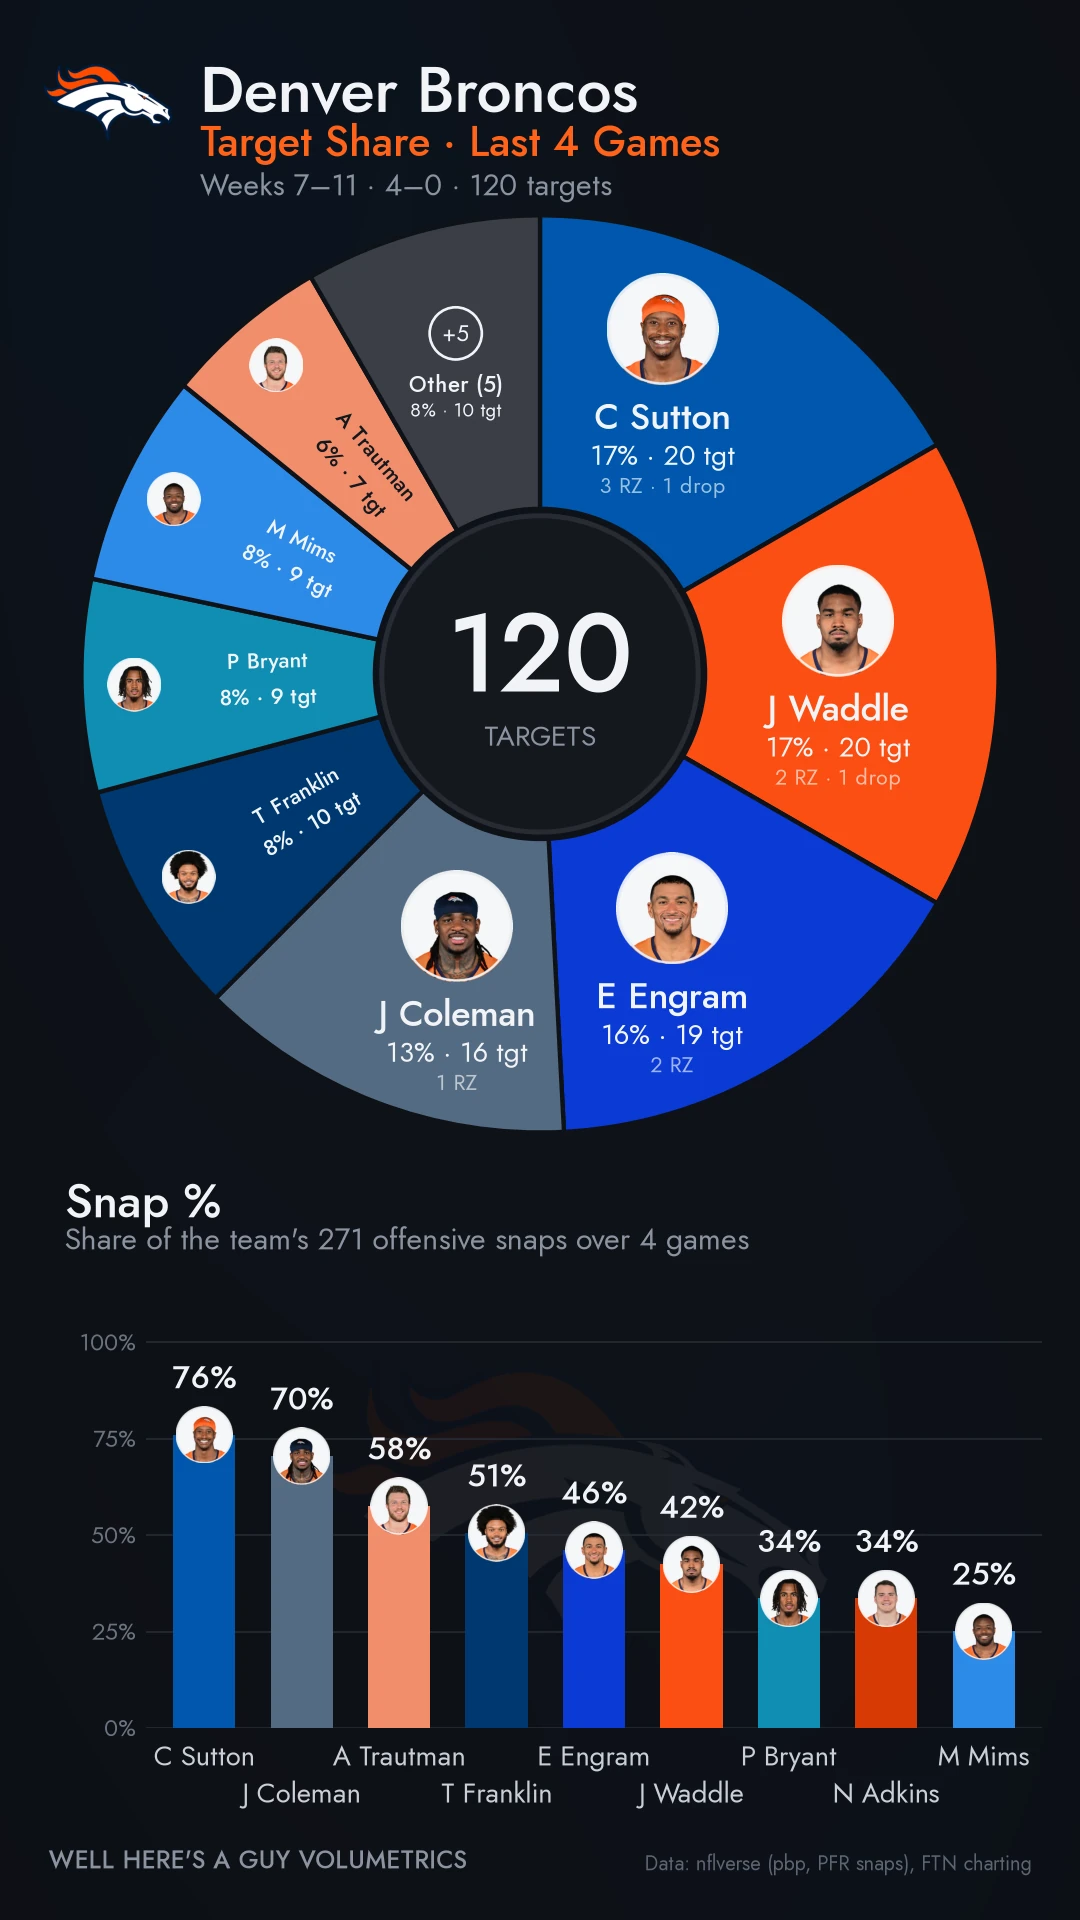 Denver Broncos
Target Share · Last 4 Games
Weeks 7–11 · 4–0 · 120 targets
C Sutton
17% · 20 tgt
3 RZ · 1 drop
J Waddle
17% · 20 tgt
2 RZ · 1 drop
E Engram
16% · 19 tgt
2 RZ
J Coleman
13% · 16 tgt
1 RZ
T Franklin
8% · 10 tgt
P Bryant
8% · 9 tgt
M Mims
8% · 9 tgt
A Trautman
6% · 7 tgt
+5
Other (5)
8% · 10 tgt
120
TARGETS
Snap %
Share of the team's 271 offensive snaps over 4 games
100%
75%
50%
25%
0%
76%
70%
58%
51%
46%
42%
34%
34%
25%
C Sutton
J Coleman
A Trautman
T Franklin
E Engram
J Waddle
P Bryant
N Adkins
M Mims
WELL HERE'S A GUY VOLUMETRICS
Data: nflverse (pbp, PFR snaps), FTN charting